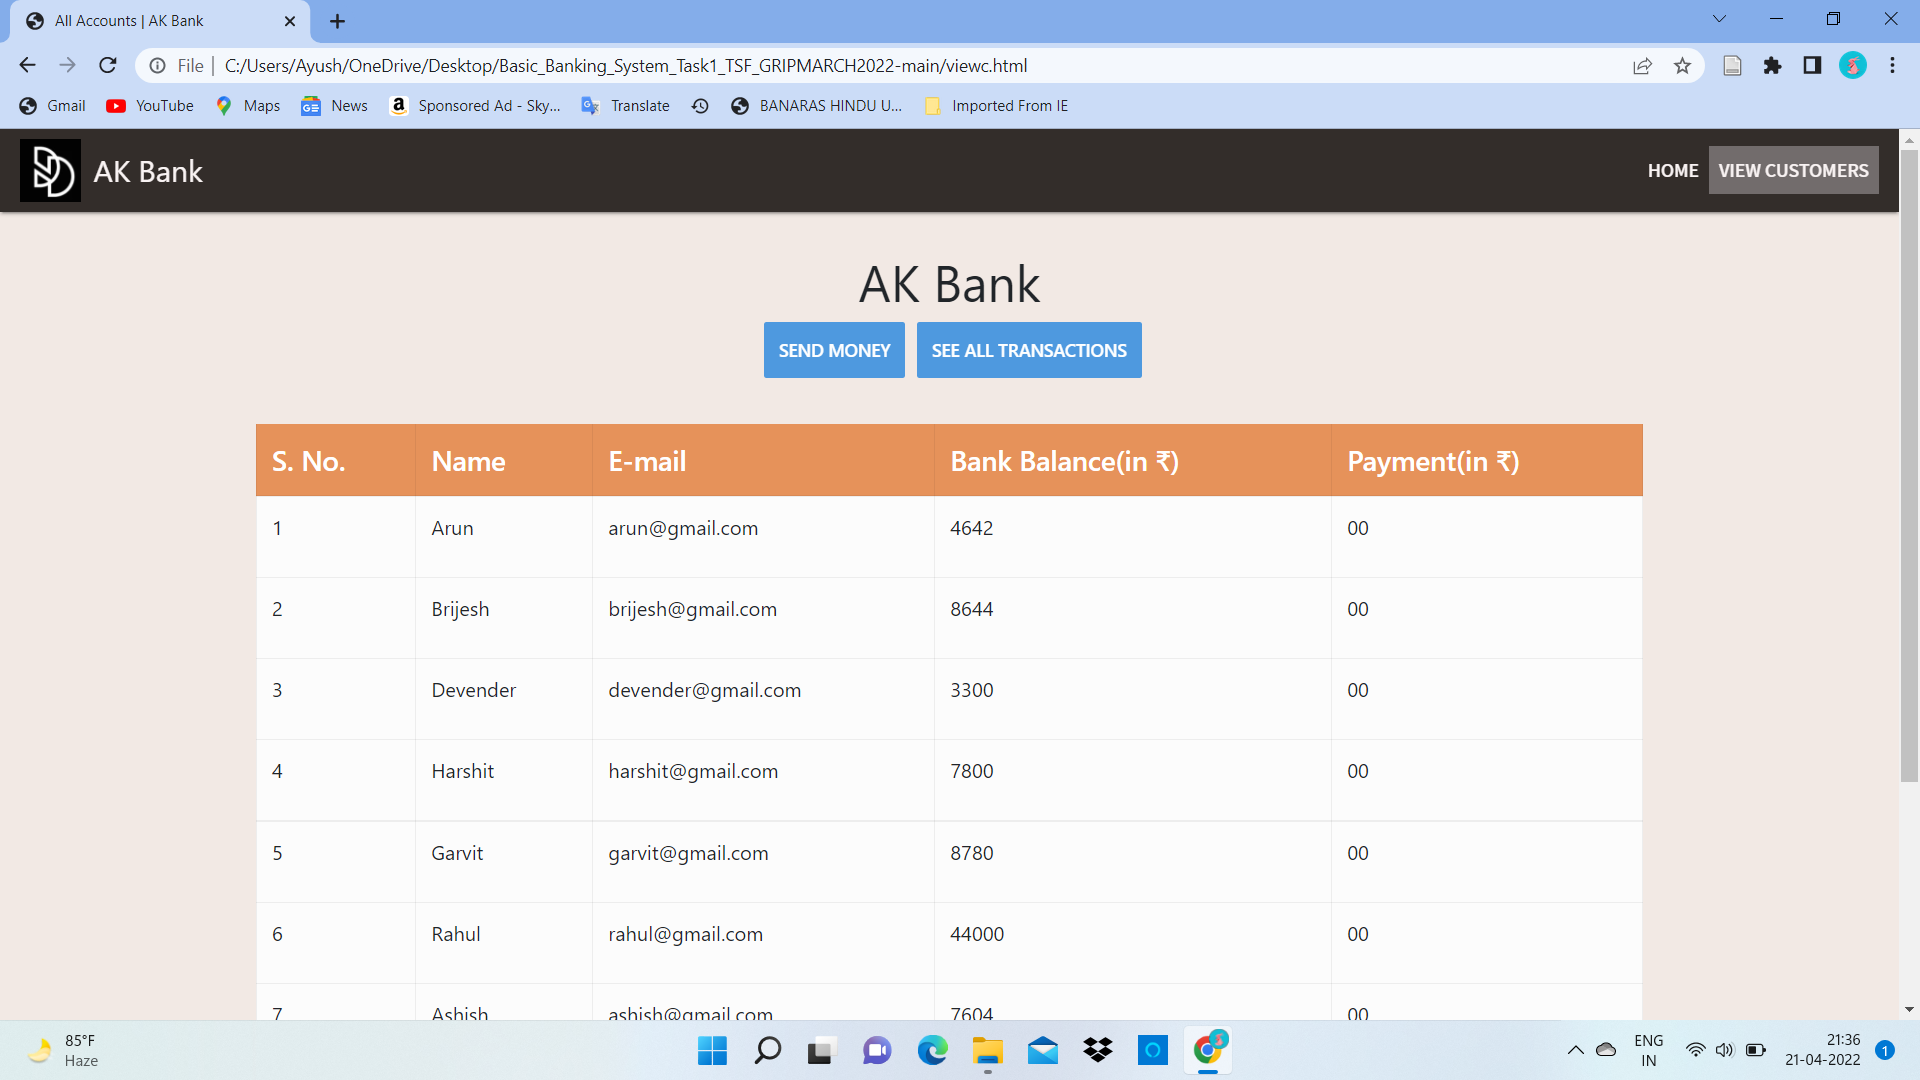 All Accounts | AK Bank
File | C:/Users/Ayush/OneDrive/Desktop/Basic_Banking_System_Task1_TSF_GRIPMARCH2022-main/viewc.html
Gmail YouTube Maps News Sponsored Ad - Sky... Translate BANARAS HINDU U... Imported From IE
AK Bank HOME VIEW CUSTOMERS
AK Bank
SEND MONEY SEE ALL TRANSACTIONS
S. No. Name E-mail Bank Balance(in ₹) Payment(in ₹)
1 Arun arun@gmail.com 4642 00
2 Brijesh brijesh@gmail.com 8644 00
3 Devender devender@gmail.com 3300 00
4 Harshit harshit@gmail.com 7800 00
5 Garvit garvit@gmail.com 8780 00
6 Rahul rahul@gmail.com 44000 00
7 Ashish ashish@gmail.com 7604 00
85°F
Haze
ENG
IN
21:36
21-04-2022
1